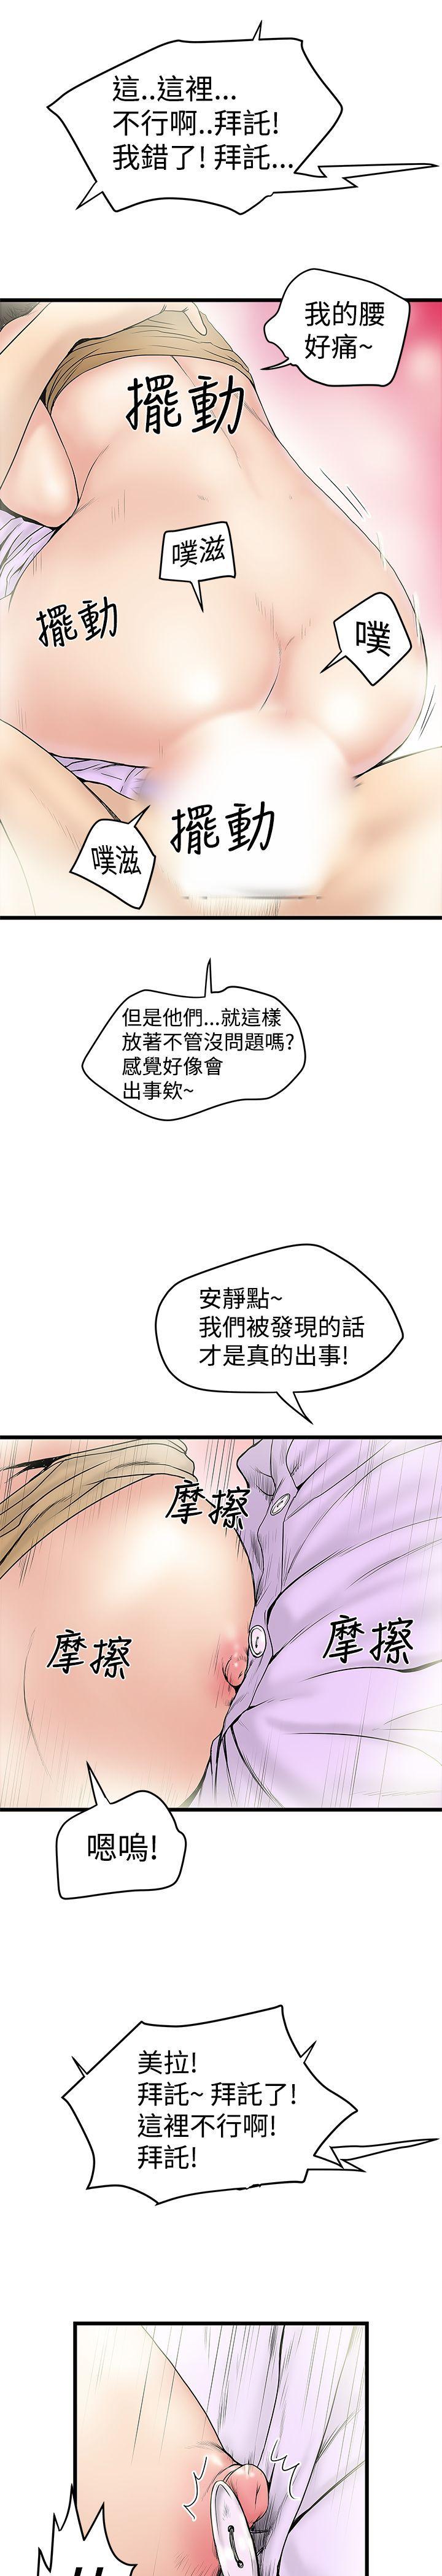 這..這裡...
不行啊..拜託!
我錯了! 拜託...
我的腰
好痛~
擺動
噗滋
擺動
噗
擺動
噗滋
但是他們...就這樣
放著不管沒問題嗎?
感覺好像會
出事欸~
安靜點~
我們被發現的話
才是真的出事!
摩擦
摩擦
摩擦
嗯嗚!
美拉!
拜託~ 拜託了!
這裡不行啊!
拜託!